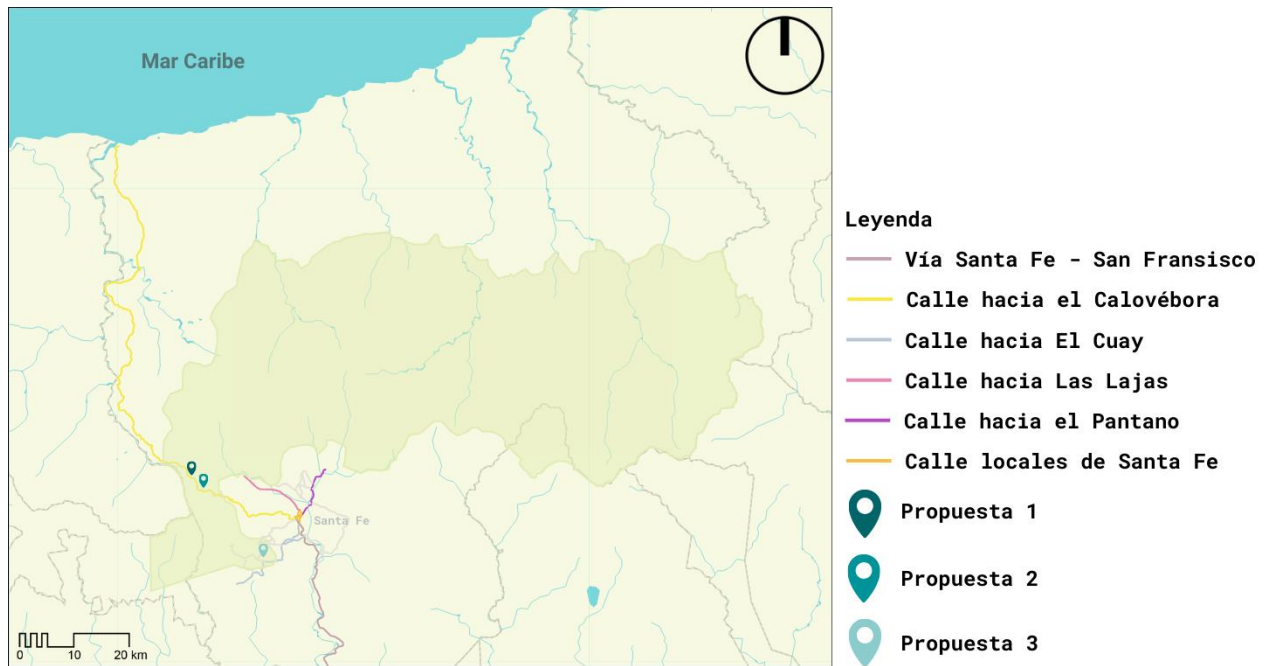 Mar Caribe
Santa Fe
0 10 20 km
Leyenda
Vía Santa Fe - San Fransisco
Calle hacia el Calovébora
Calle hacia El Cuay
Calle hacia Las Lajas
Calle hacia el Pantano
Calle locales de Santa Fe
Propuesta 1
Propuesta 2
Propuesta 3